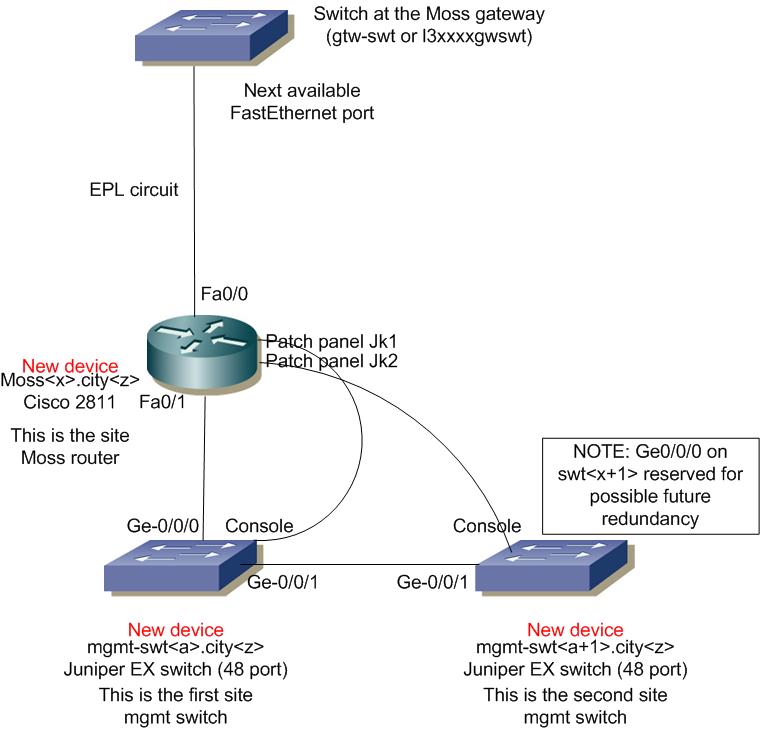 Switch at the Moss gateway
(gtw-swt or l3xxxxgwswt)
Next available
FastEthernet port
EPL circuit
Fa0/0
Patch panel Jk1
Patch panel Jk2
New device
Moss<x>.city<z>
Cisco 2811
Fa0/1
This is the site
Moss router
NOTE: Ge0/0/0 on
swt<x+1> reserved for
possible future
redundancy
Ge-0/0/0
Console
Console
Ge-0/0/1
Ge-0/0/1
New device
mgmt-swt<a>.city<z>
Juniper EX switch (48 port)
This is the first site
mgmt switch
New device
mgmt-swt<a+1>.city<z>
Juniper EX switch (48 port)
This is the second site
mgmt switch